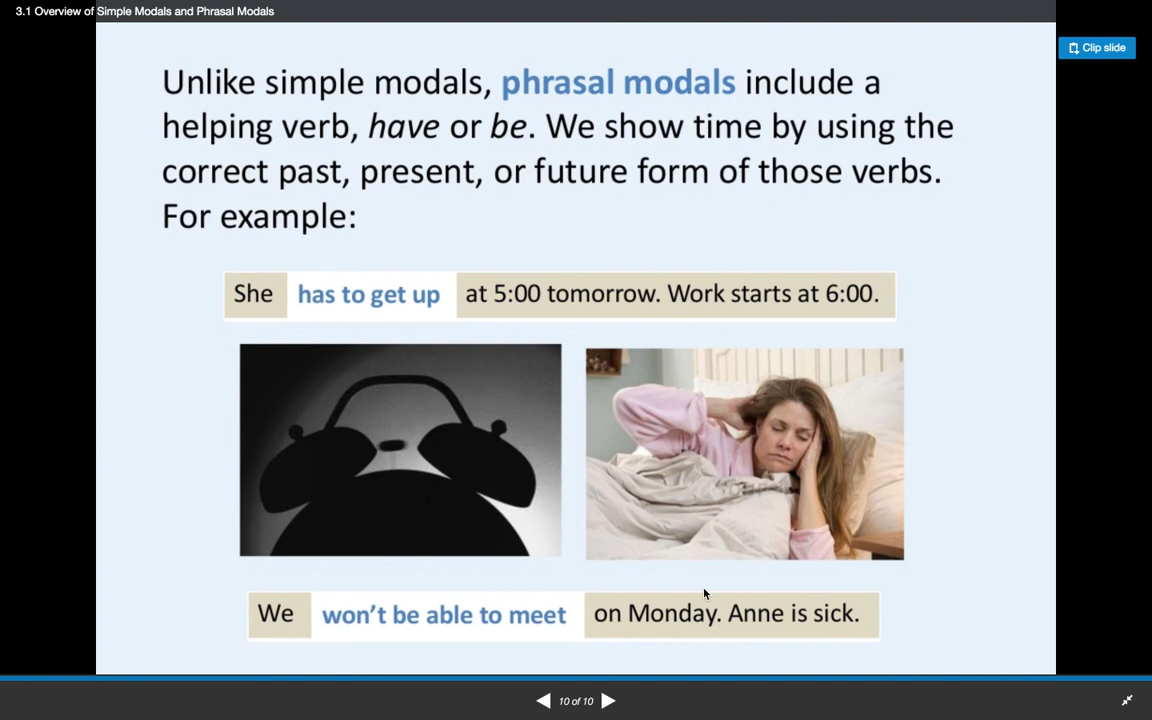 3.1 Overview of Simple Modals and Phrasal Modals
Clip slide
Unlike simple modals, phrasal modals include a
helping verb, have or be. We show time by using the
correct past, present, or future form of those verbs.
For example:
She has to get up at 5:00 tomorrow. Work starts at 6:00.
We won’t be able to meet on Monday. Anne is sick.
10 of 10